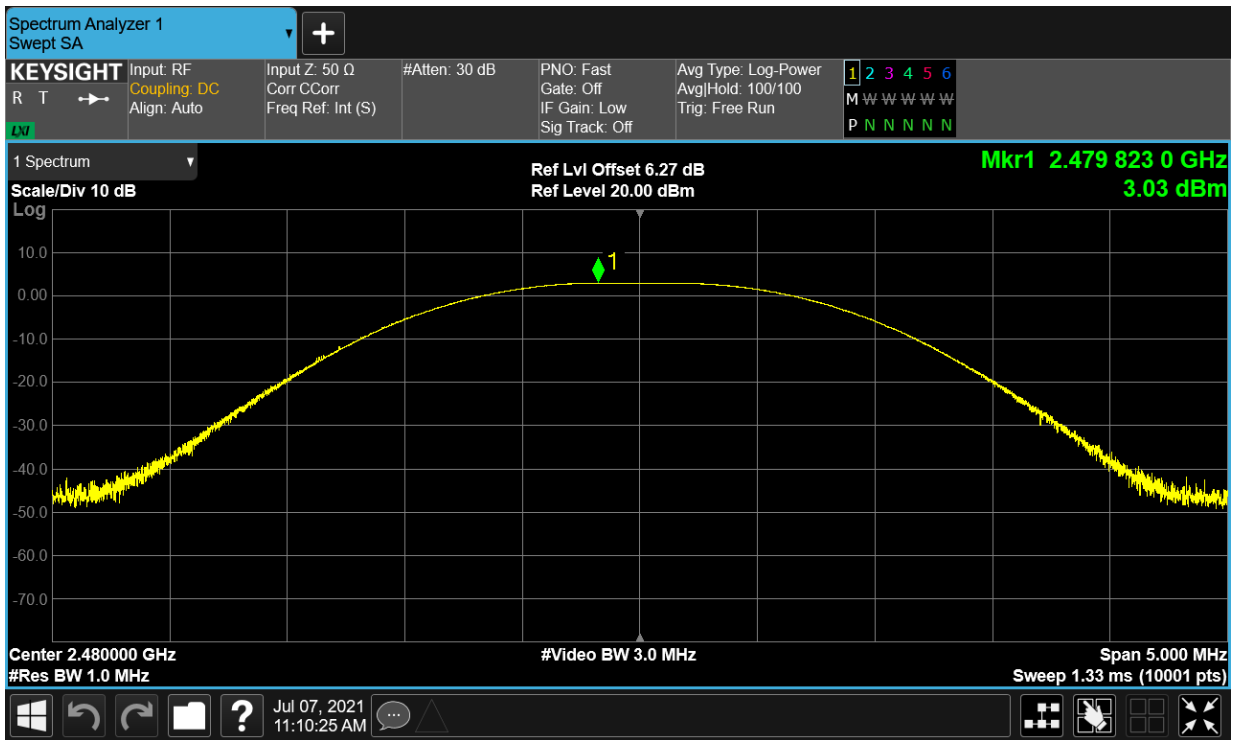 Spectrum Analyzer 1
Swept SA
KEYSIGHT
R T
LXI
Input: RF
Coupling: DC
Align: Auto
Input Z: 50 Ω
Corr CCorr
Freq Ref: Int (S)
#Atten: 30 dB
PNO: Fast
Gate: Off
IF Gain: Low
Sig Track: Off
Avg Type: Log-Power
Avg|Hold: 100/100
Trig: Free Run
1 2 3 4 5 6
M W W W W W
P N N N N N
1 Spectrum
Scale/Div 10 dB
Log
Ref Lvl Offset 6.27 dB
Ref Level 20.00 dBm
Mkr1 2.479 823 0 GHz
3.03 dBm
1
10.0
0.00
-10.0
-20.0
-30.0
-40.0
-50.0
-60.0
-70.0
Center 2.480000 GHz
#Res BW 1.0 MHz
#Video BW 3.0 MHz
Span 5.000 MHz
Sweep 1.33 ms (10001 pts)
?
Jul 07, 2021
11:10:25 AM